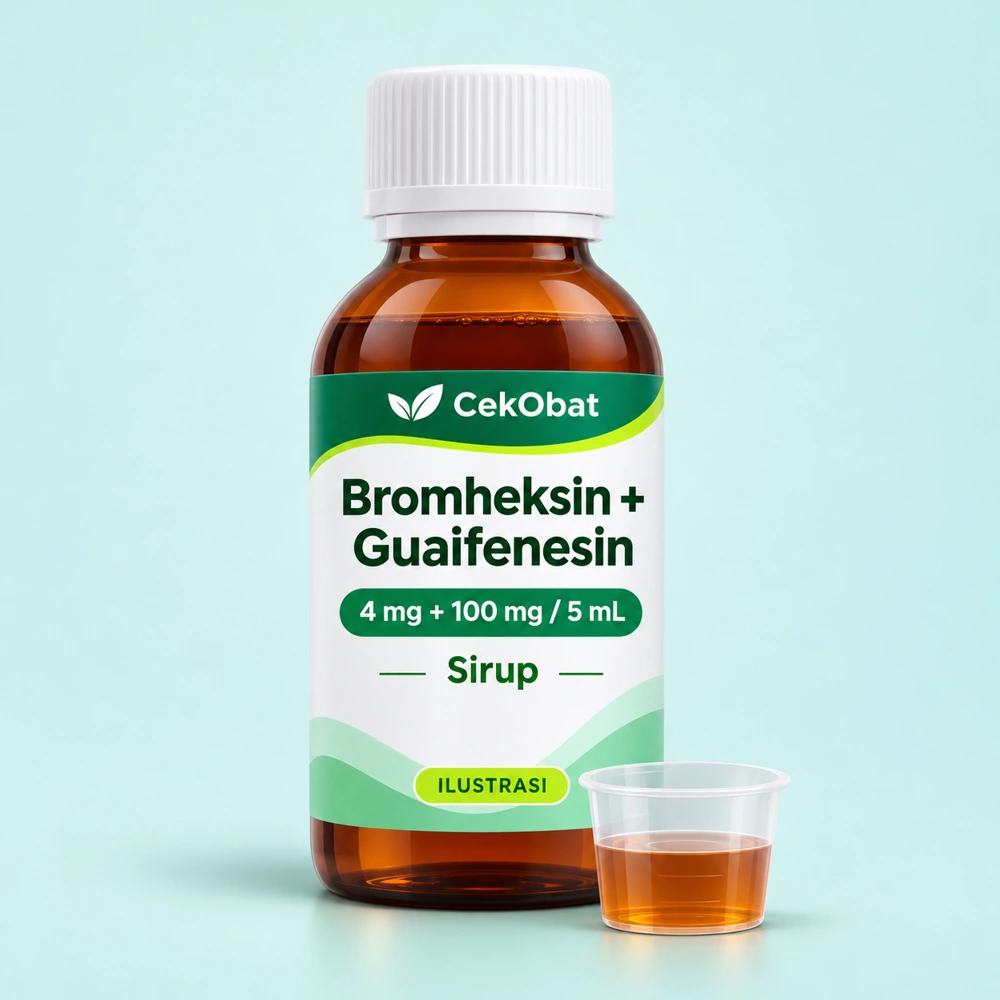 CekObat
Bromheksin +
Guaifenesin
4 mg + 100 mg / 5 mL
Sirup
ILUSTRASI